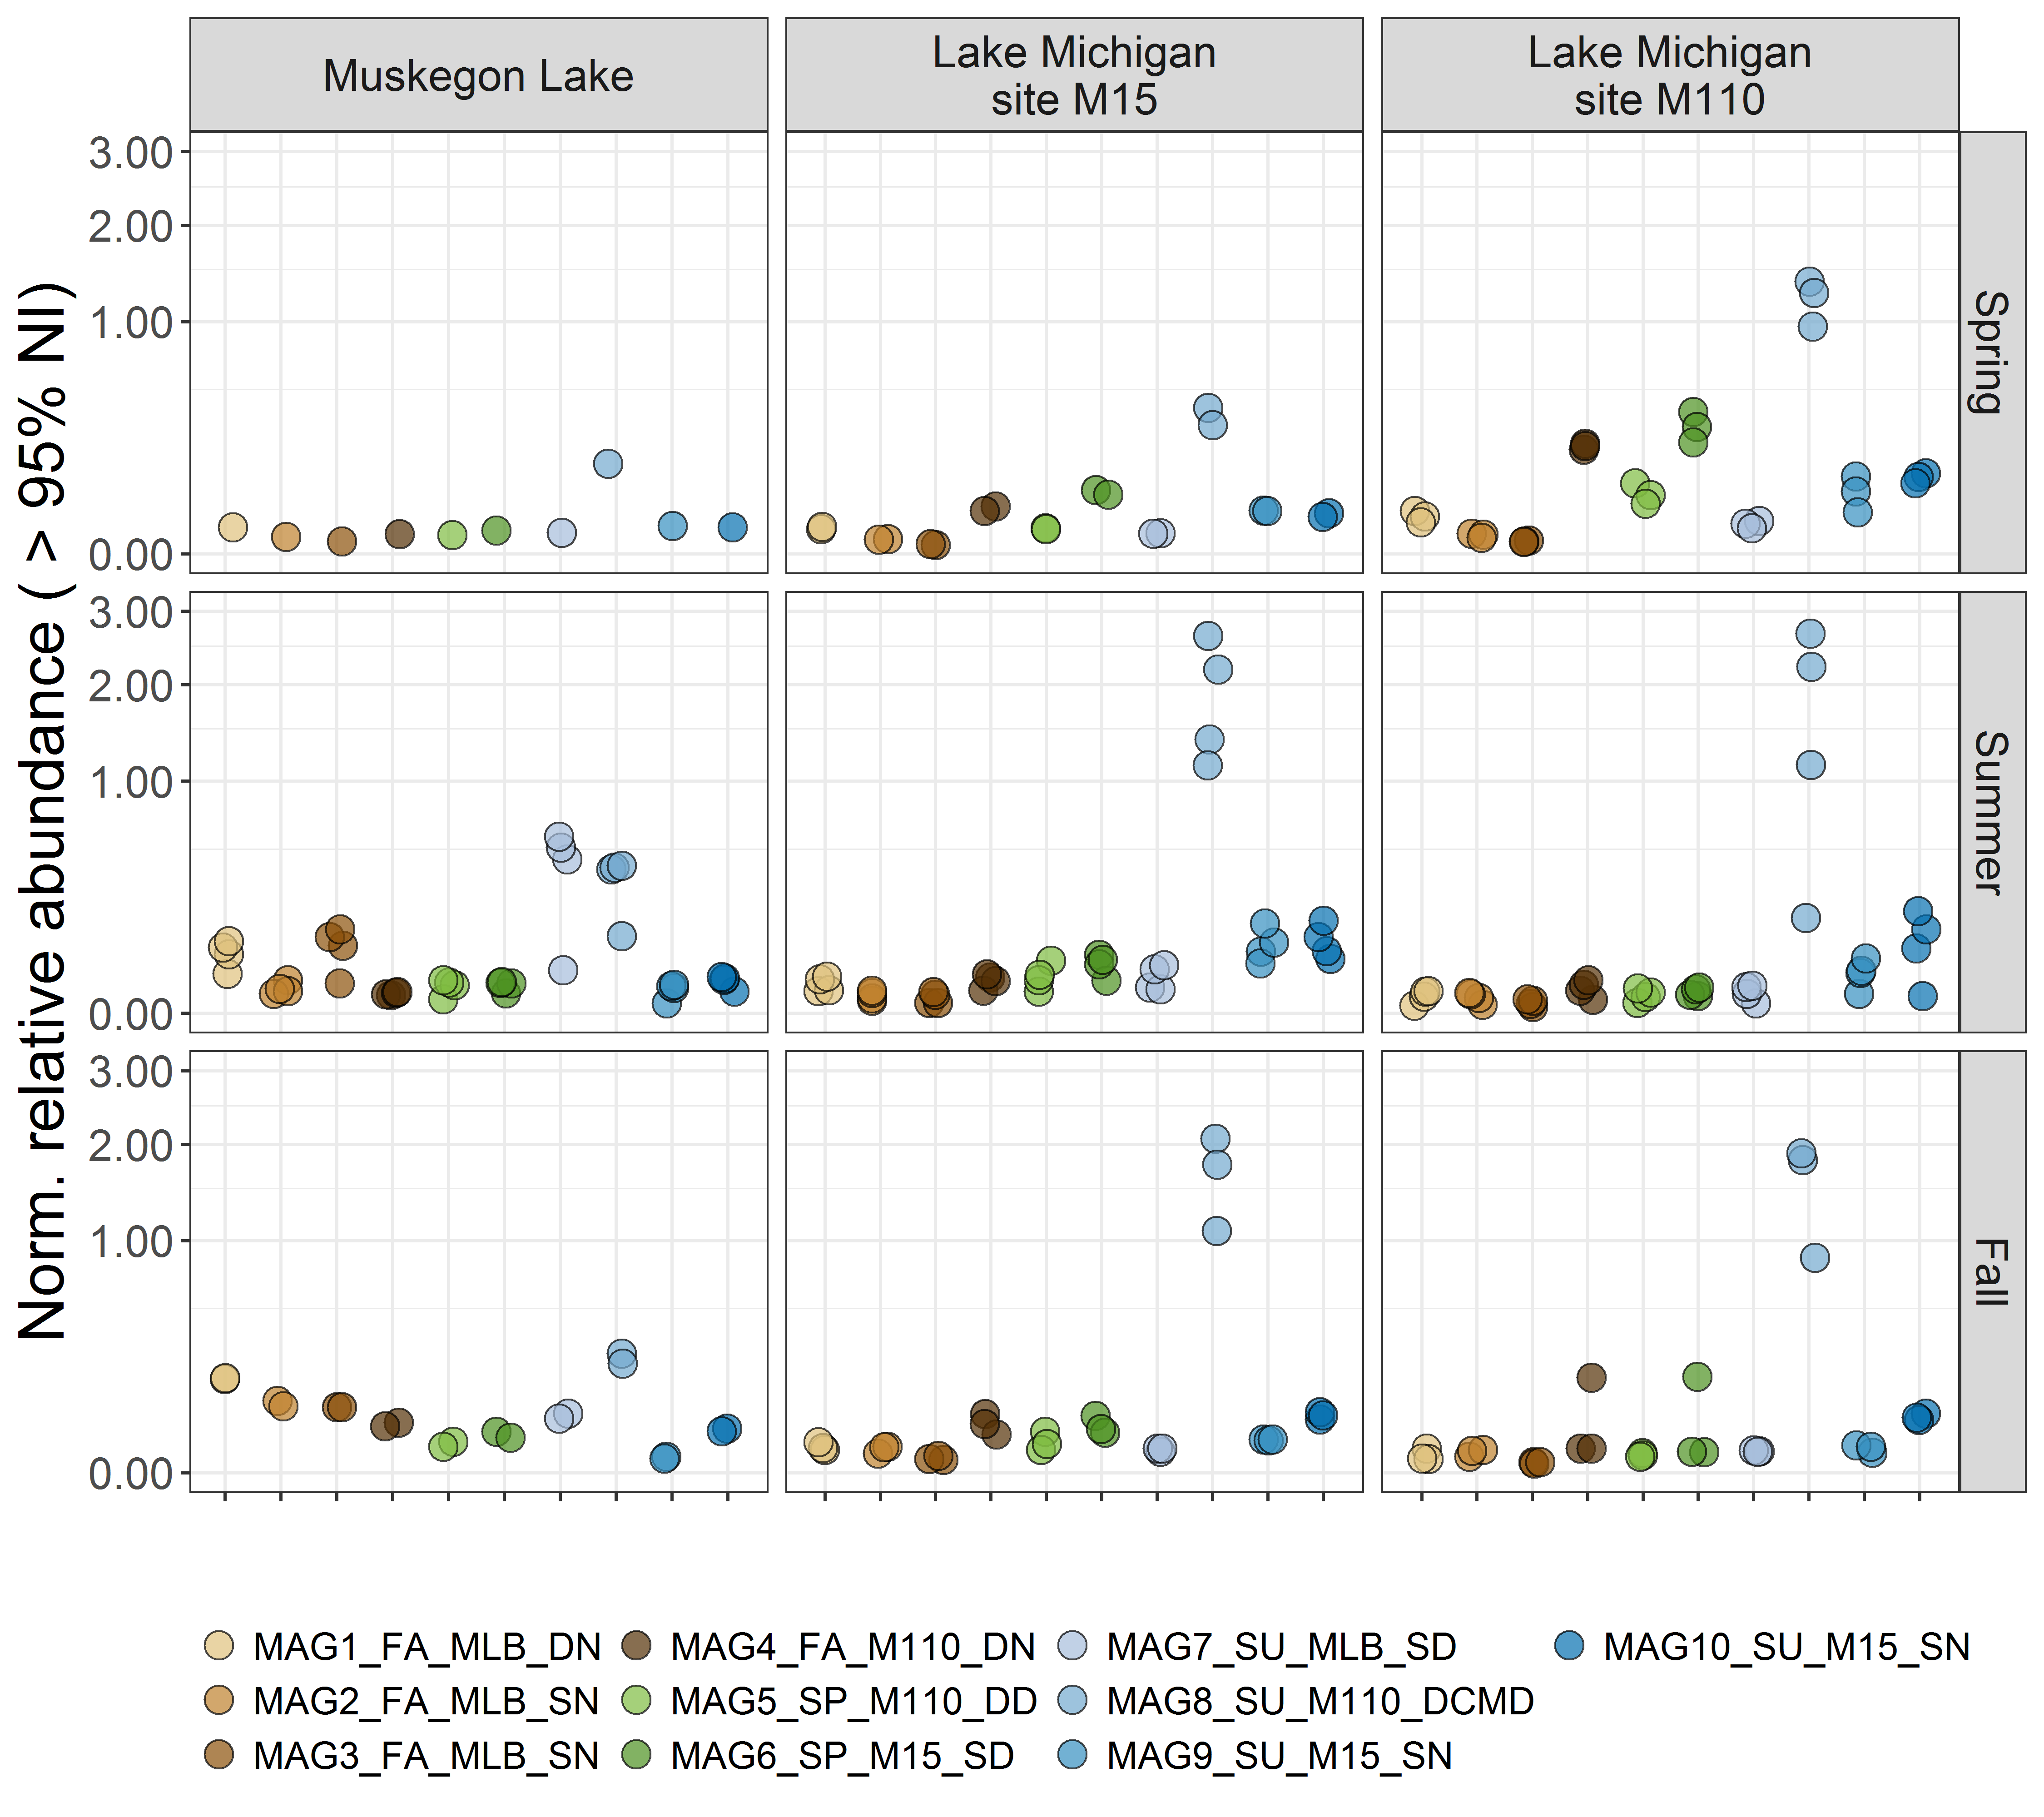 Muskegon Lake
Lake Michigan
site M15
Lake Michigan
site M110
Norm. relative abundance ( > 95% NI)
3.00
2.00
1.00
0.00
Spring
3.00
2.00
1.00
0.00
Summer
3.00
2.00
1.00
0.00
Fall
MAG1_FA_MLB_DN
MAG4_FA_M110_DN
MAG7_SU_MLB_SD
MAG10_SU_M15_SN
MAG2_FA_MLB_SN
MAG5_SP_M110_DD
MAG8_SU_M110_DCMD
MAG3_FA_MLB_SN
MAG6_SP_M15_SD
MAG9_SU_M15_SN